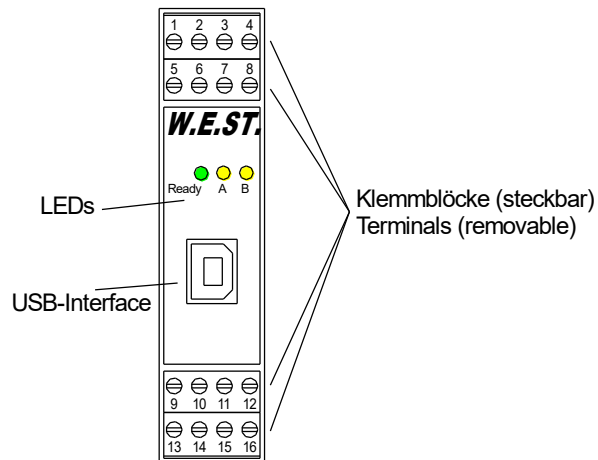 1 2 3 4
5 6 7 8
W.E.ST.
Ready A B
LEDs
Klemmblöcke (steckbar)
Terminals (removable)
USB-Interface
9 10 11 12
13 14 15 16